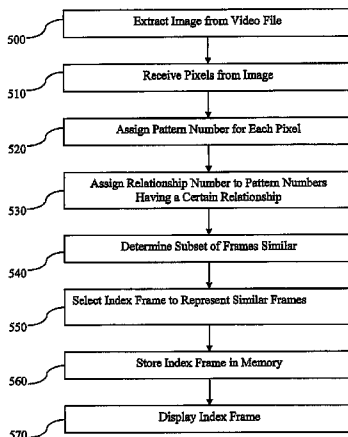 Extract Image from Video File
500
Receive Pixels from Image
510
Assign Pattern Number for Each Pixel
520
Assign Relationship Number to Pattern Numbers
Having a Certain Relationship
530
Determine Subset of Frames Similar
540
Select Index Frame to Represent Similar Frames
550
Store Index Frame in Memory
560
Display Index Frame
570